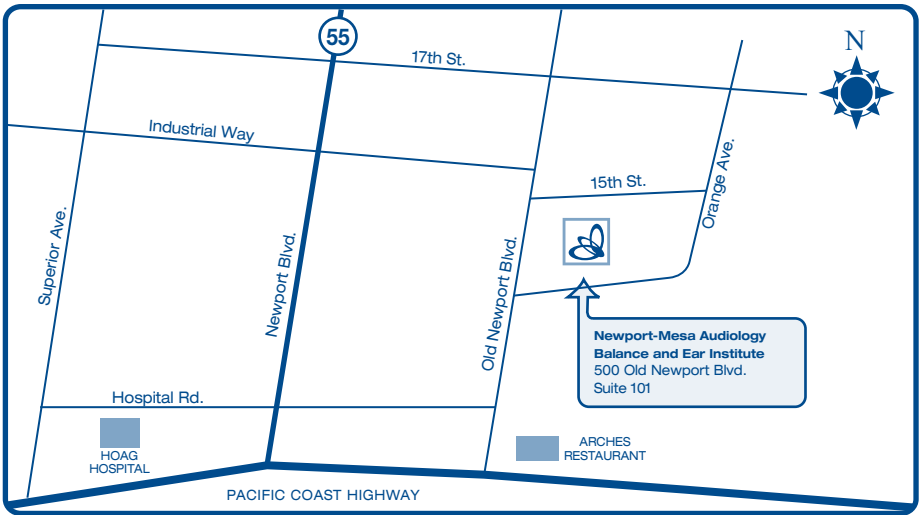 55
N
17th St.
Industrial Way
15th St.
Orange Ave.
Superior Ave.
Newport Blvd.
Old Newport Blvd.
Newport-Mesa Audiology
Balance and Ear Institute
500 Old Newport Blvd.
Suite 101
Hospital Rd.
HOAG
HOSPITAL
ARCHES
RESTAURANT
PACIFIC COAST HIGHWAY